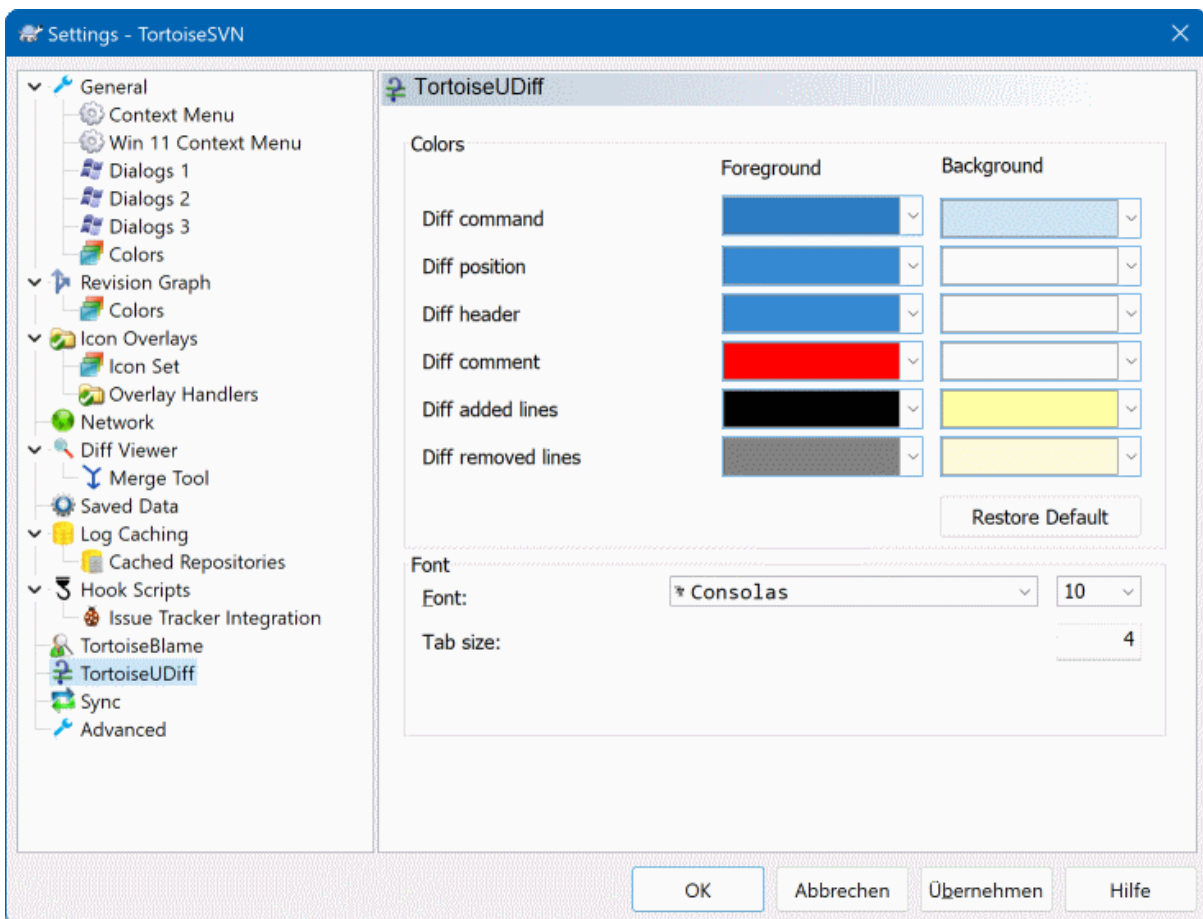 Settings - TortoiseSVN
General
Context Menu
Win 11 Context Menu
Dialogs 1
Dialogs 2
Dialogs 3
Colors
Revision Graph
Colors
Icon Overlays
Icon Set
Overlay Handlers
Network
Diff Viewer
Merge Tool
Saved Data
Log Caching
Cached Repositories
Hook Scripts
Issue Tracker Integration
TortoiseBlame
TortoiseUDiff
Sync
Advanced
TortoiseUDiff
Colors
Foreground Background
Diff command
Diff position
Diff header
Diff comment
Diff added lines
Diff removed lines
Restore Default
Font
Font: Consolas 10
Tab size: 4
OK Abbrechen Übernehmen Hilfe